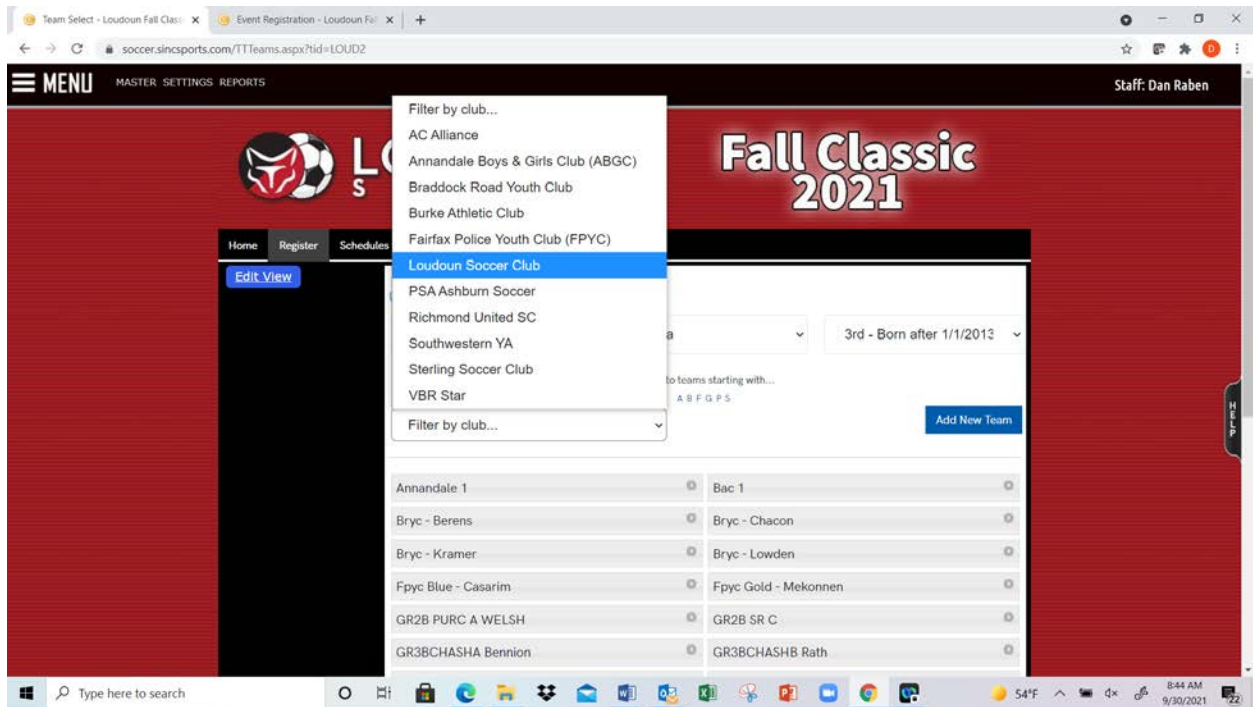 Team Select - Loudoun Fall Clas
Event Registration - Loudoun Fal
soccer.sincsports.com/TTTeams.aspx?tid=LOUD2
D
MENU
MASTER SETTINGS REPORTS
Staff: Dan Raben
L
S
Fall Classic
2021
Home
Register
Schedules
Edit View
Filter by club...
AC Alliance
Annandale Boys & Girls Club (ABGC)
Braddock Road Youth Club
Burke Athletic Club
Fairfax Police Youth Club (FPYC)
Loudoun Soccer Club
PSA Ashburn Soccer
Richmond United SC
Southwestern YA
Sterling Soccer Club
VBR Star
a
3rd - Born after 1/1/2013
to teams starting with...
A B F G P S
Filter by club...
Add New Team
HELP
Annandale 1
Bac 1
Bryc - Berens
Bryc - Chacon
Bryc - Kramer
Bryc - Lowden
Fpyc Blue - Casarim
Fpyc Gold - Mekonnen
GR2B PURC A WELSH
GR2B SR C
GR3BCHASHA Bennion
GR3BCHASHB Rath
Type here to search
54°F
8:44 AM
9/30/2021
22